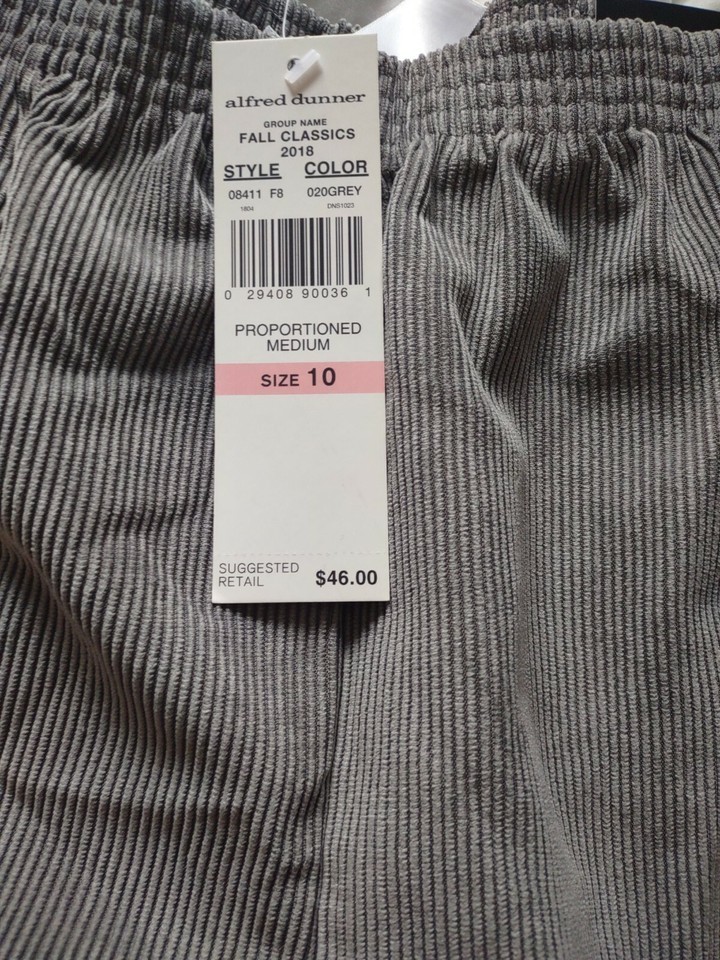 alfred dunner
GROUP NAME
FALL CLASSICS
2018
STYLE COLOR
08411 F8 020GREY
1804 DNS1023
0 29408 90036 1
PROPORTIONED
MEDIUM
SIZE 10
SUGGESTED
RETAIL $46.00